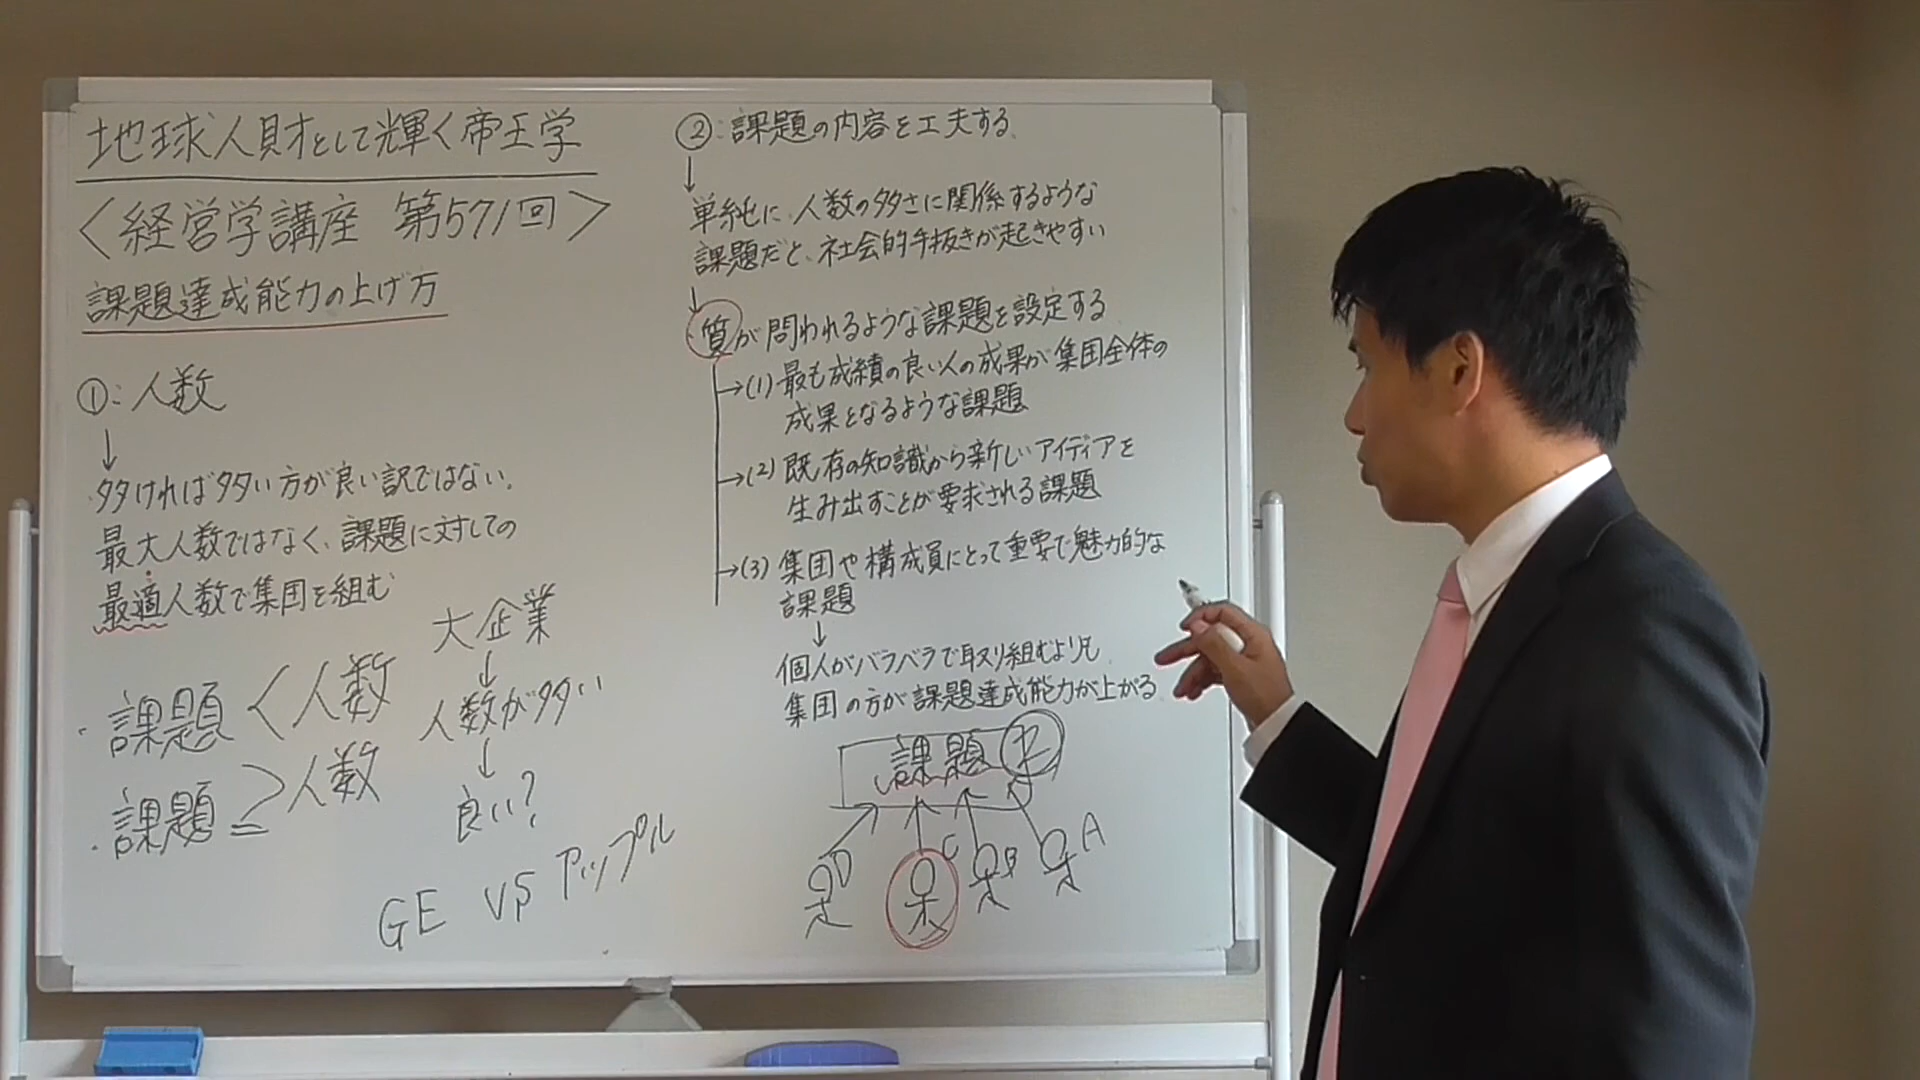 地球人財として輝く帝王学
<経営学講座 第571回>
課題達成能力の上げ方
①:人数
↓
多ければ多い方が良い訳ではない。
最大人数ではなく、課題に対しての
最適人数で集団を組む
・課題<人数
・課題≧人数
大企業
↓
人数が多い
↓
良い?
GE VS アップル
②:課題の内容を工夫する
↓
単純に、人数の多さに関係するような
課題だと、社会的手抜きが起きやすい
↓
質が問われるような課題を設定する
→(1)最も成績の良い人の成果が集団全体の
成果となるような課題
→(2)既存の知識から新しいアイディアを
生み出すことが要求される課題
→(3)集団や構成員にとって重要で魅力的な
課題
↓
個人がバラバラで取り組むよりも
集団の方が課題達成能力が上がる
課題
D C B A